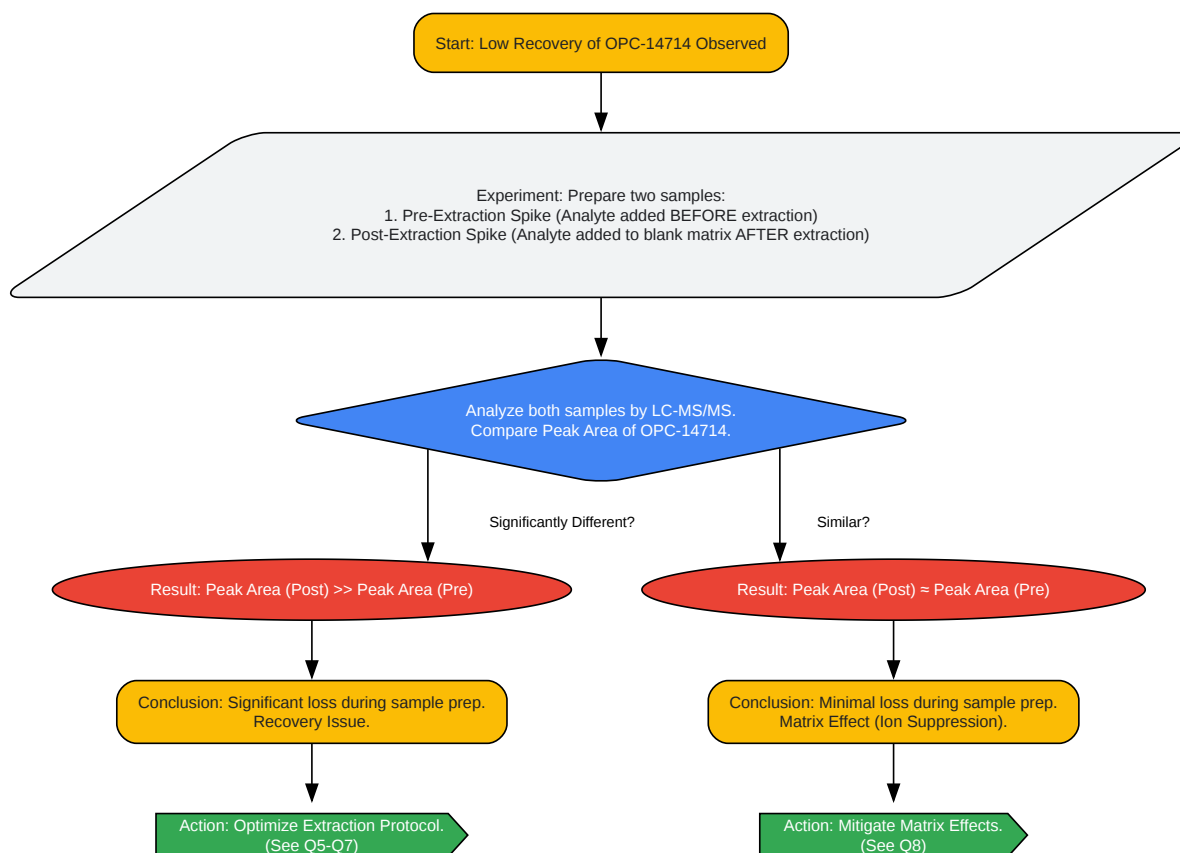 Start: Low Recovery of OPC-14714 Observed
Experiment: Prepare two samples:
1. Pre-Extraction Spike (Analyte added BEFORE extraction)
2. Post-Extraction Spike (Analyte added to blank matrix AFTER extraction)
Analyze both samples by LC-MS/MS.
Compare Peak Area of OPC-14714.
Significantly Different?
Similar?
Result: Peak Area (Post) >> Peak Area (Pre)
Result: Peak Area (Post) ≈ Peak Area (Pre)
Conclusion: Significant loss during sample prep.
Recovery Issue.
Conclusion: Minimal loss during sample prep.
Matrix Effect (Ion Suppression).
Action: Optimize Extraction Protocol.
(See Q5-Q7)
Action: Mitigate Matrix Effects.
(See Q8)